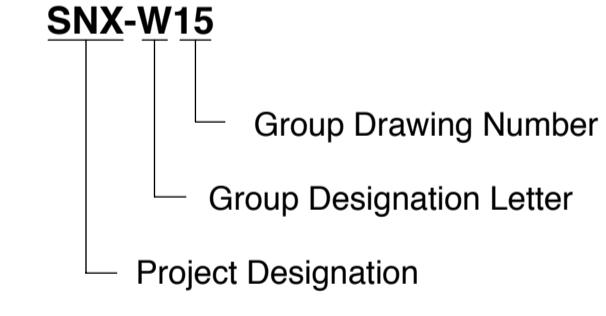 SNX-W15
Group Drawing Number
Group Designation Letter
Project Designation